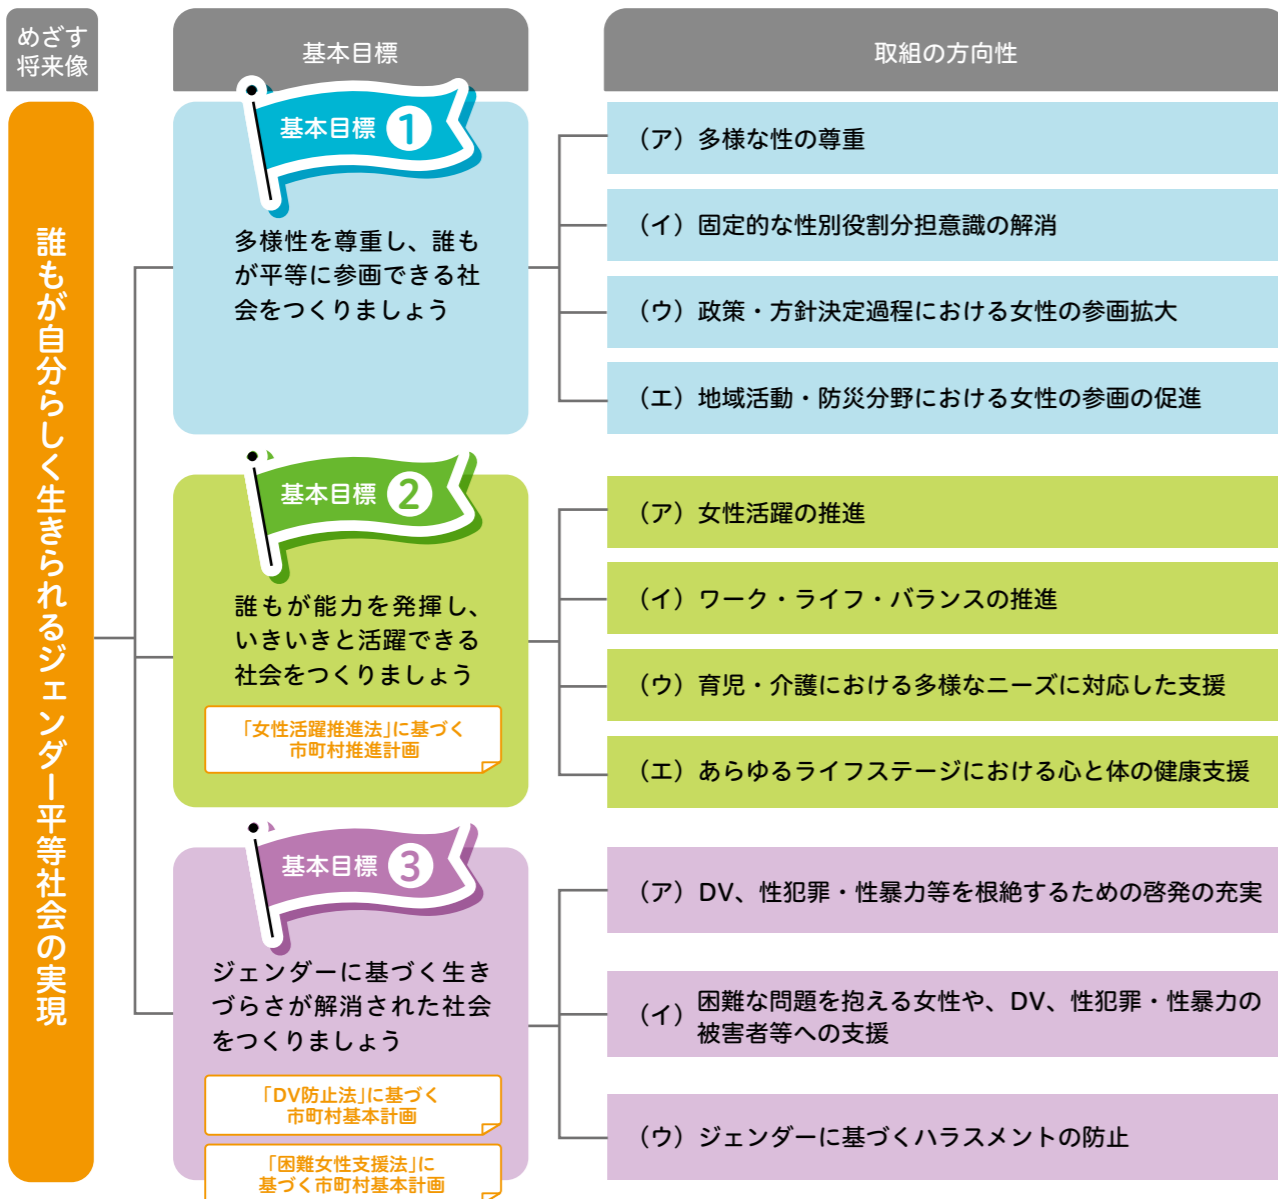 めざす
将来像
基本目標
取組の方向性
誰もが自分らしく生きられるジェンダー平等社会の実現
基本目標 1
多様性を尊重し、誰も
が平等に参画できる社
会をつくりましょう
（ア）多様な性の尊重
（イ）固定的な性別役割分担意識の解消
（ウ）政策・方針決定過程における女性の参画拡大
（エ）地域活動・防災分野における女性の参画の促進
基本目標 2
誰もが能力を発揮し、
いきいきと活躍できる
社会をつくりましょう
「女性活躍推進法」に基づく
市町村推進計画
（ア）女性活躍の推進
（イ）ワーク・ライフ・バランスの推進
（ウ）育児・介護における多様なニーズに対応した支援
（エ）あらゆるライフステージにおける心と体の健康支援
基本目標 3
ジェンダーに基づく生き
づらさが解消された社会
をつくりましょう
「DV防止法」に基づく
市町村基本計画
「困難女性支援法」に
基づく市町村基本計画
（ア）DV、性犯罪・性暴力等を根絶するための啓発の充実
（イ）困難な問題を抱える女性や、DV、性犯罪・性暴力の
被害者等への支援
（ウ）ジェンダーに基づくハラスメントの防止